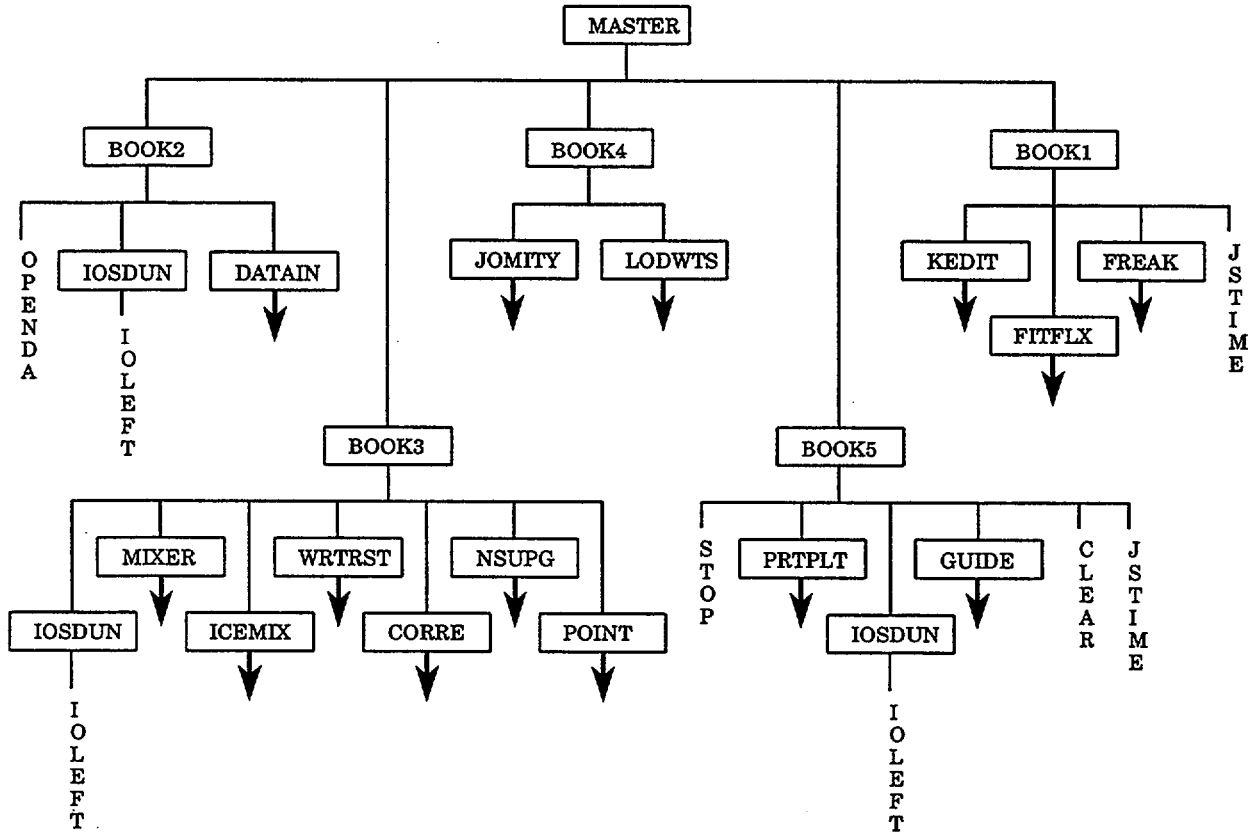 MASTER
BOOK2
BOOK4
BOOK1
OPENDA
IOSDUN
DATAIN
JOMITY
LODWTS
KEDIT
FREAK
JSTIME
IOLEFT
FITFLX
BOOK3
BOOK5
MIXER
WRTRST
NSUPG
STOP
PRTPLT
GUIDE
CLEAR
JSTIME
IOSDUN
ICEMIX
CORRE
POINT
IOSDUN
IOLEFT
IOLEFT